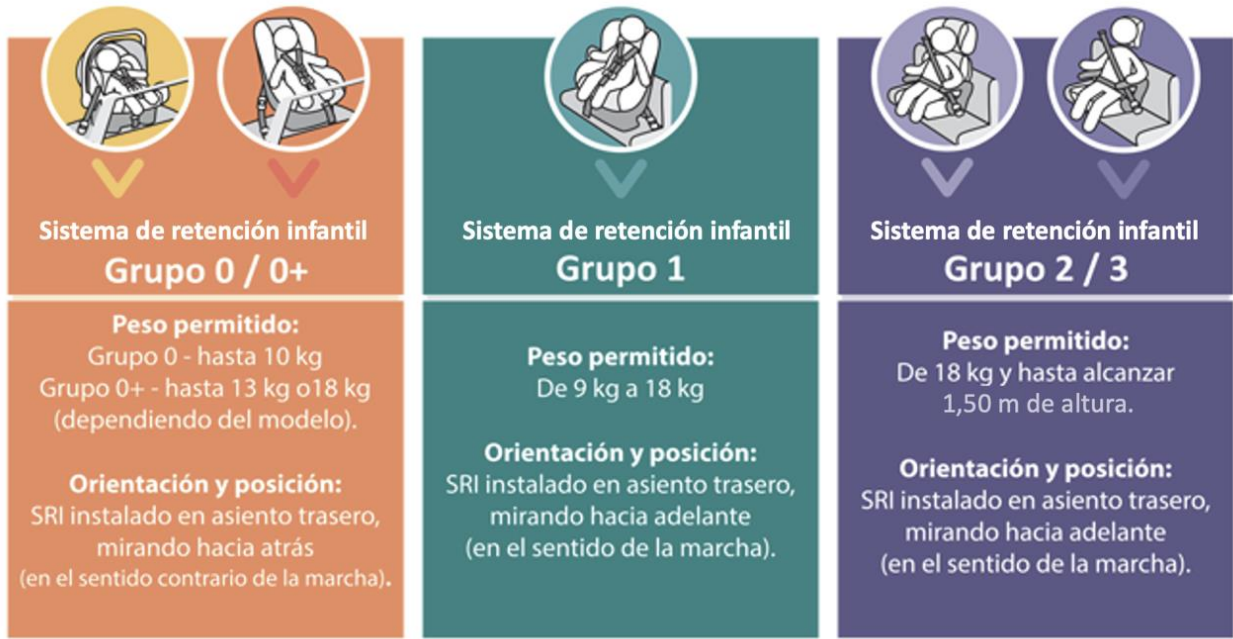 Sistema de retención infantil
Grupo 0 / 0+
Peso permitido:
Grupo 0 - hasta 10 kg
Grupo 0+ - hasta 13 kg o18 kg
(dependiendo del modelo).
Orientación y posición:
SRI instalado en asiento trasero,
mirando hacia atrás
(en el sentido contrario de la marcha).
Sistema de retención infantil
Grupo 1
Peso permitido:
De 9 kg a 18 kg
Orientación y posición:
SRI instalado en asiento trasero,
mirando hacia adelante
(en el sentido de la marcha).
Sistema de retención infantil
Grupo 2 / 3
Peso permitido:
De 18 kg y hasta alcanzar
1,50 m de altura.
Orientación y posición:
SRI instalado en asiento trasero,
mirando hacia adelante
(en el sentido de la marcha).